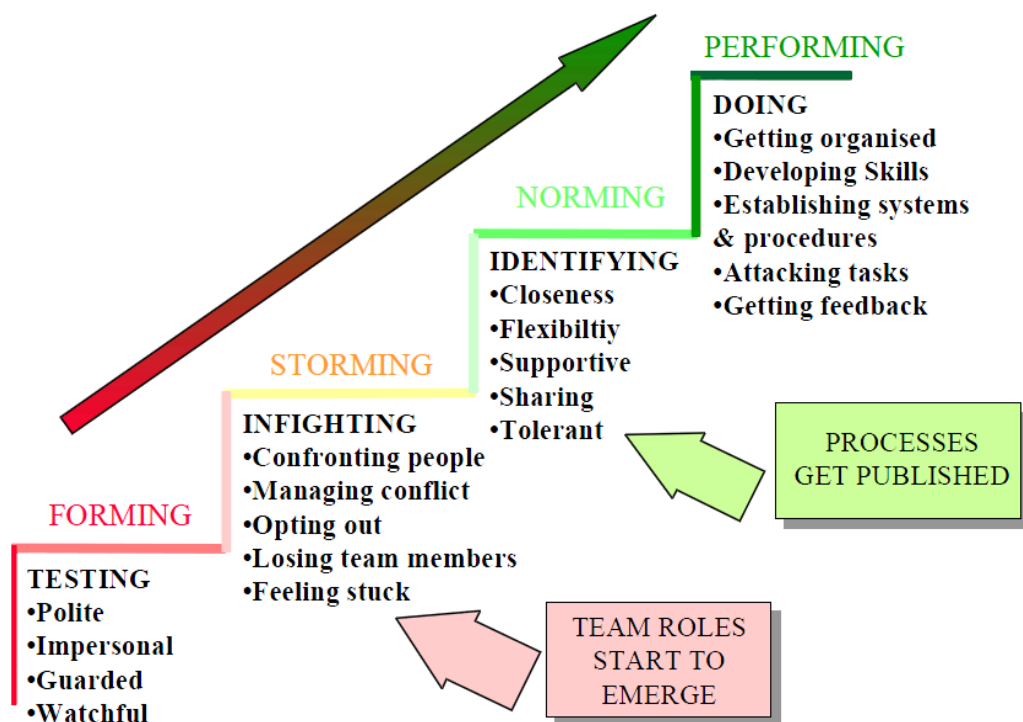 FORMING
TESTING
•Polite
•Impersonal
•Guarded
•Watchful
STORMING
INFIGHTING
•Confronting people
•Managing conflict
•Opting out
•Losing team members
•Feeling stuck
NORMING
IDENTIFYING
•Closeness
•Flexibiltiy
•Supportive
•Sharing
•Tolerant
PERFORMING
DOING
•Getting organised
•Developing Skills
•Establishing systems
& procedures
•Attacking tasks
•Getting feedback
PROCESSES
GET PUBLISHED
TEAM ROLES
START TO
EMERGE